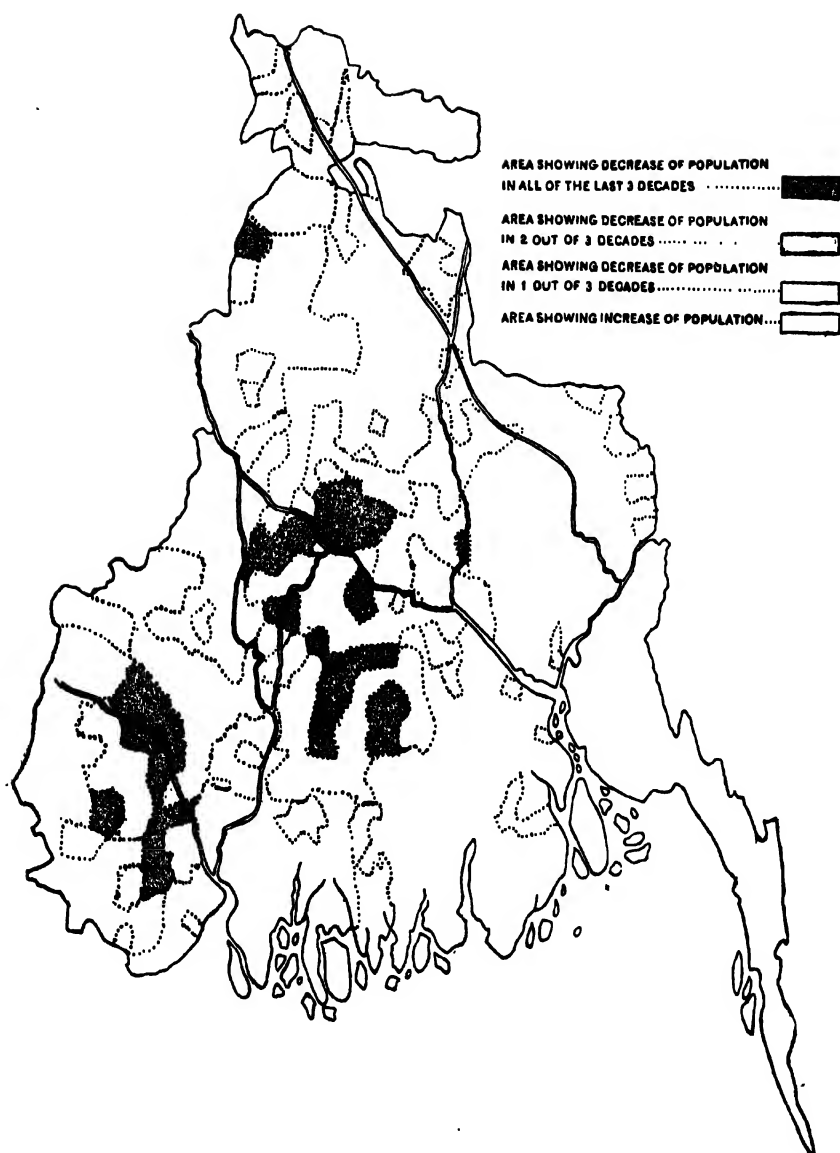 AREA SHOWING DECREASE OF POPULATION
IN ALL OF THE LAST 3 DECADES
AREA SHOWING DECREASE OF POPULATION
IN 2 OUT OF 3 DECADES
AREA SHOWING DECREASE OF POPULATION
IN 1 OUT OF 3 DECADES
AREA SHOWING INCREASE OF POPULATION